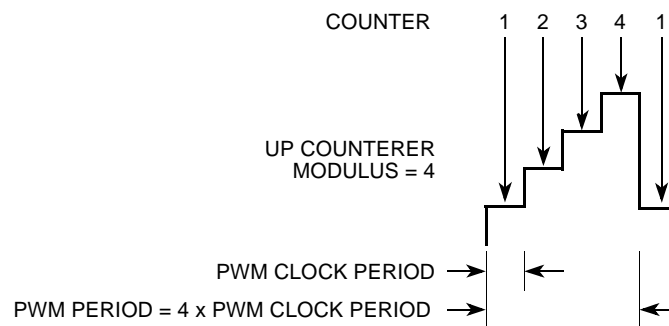 COUNTER 1 2 3 4 1
UP COUNTERER
MODULUS = 4
PWM CLOCK PERIOD
PWM PERIOD = 4 x PWM CLOCK PERIOD